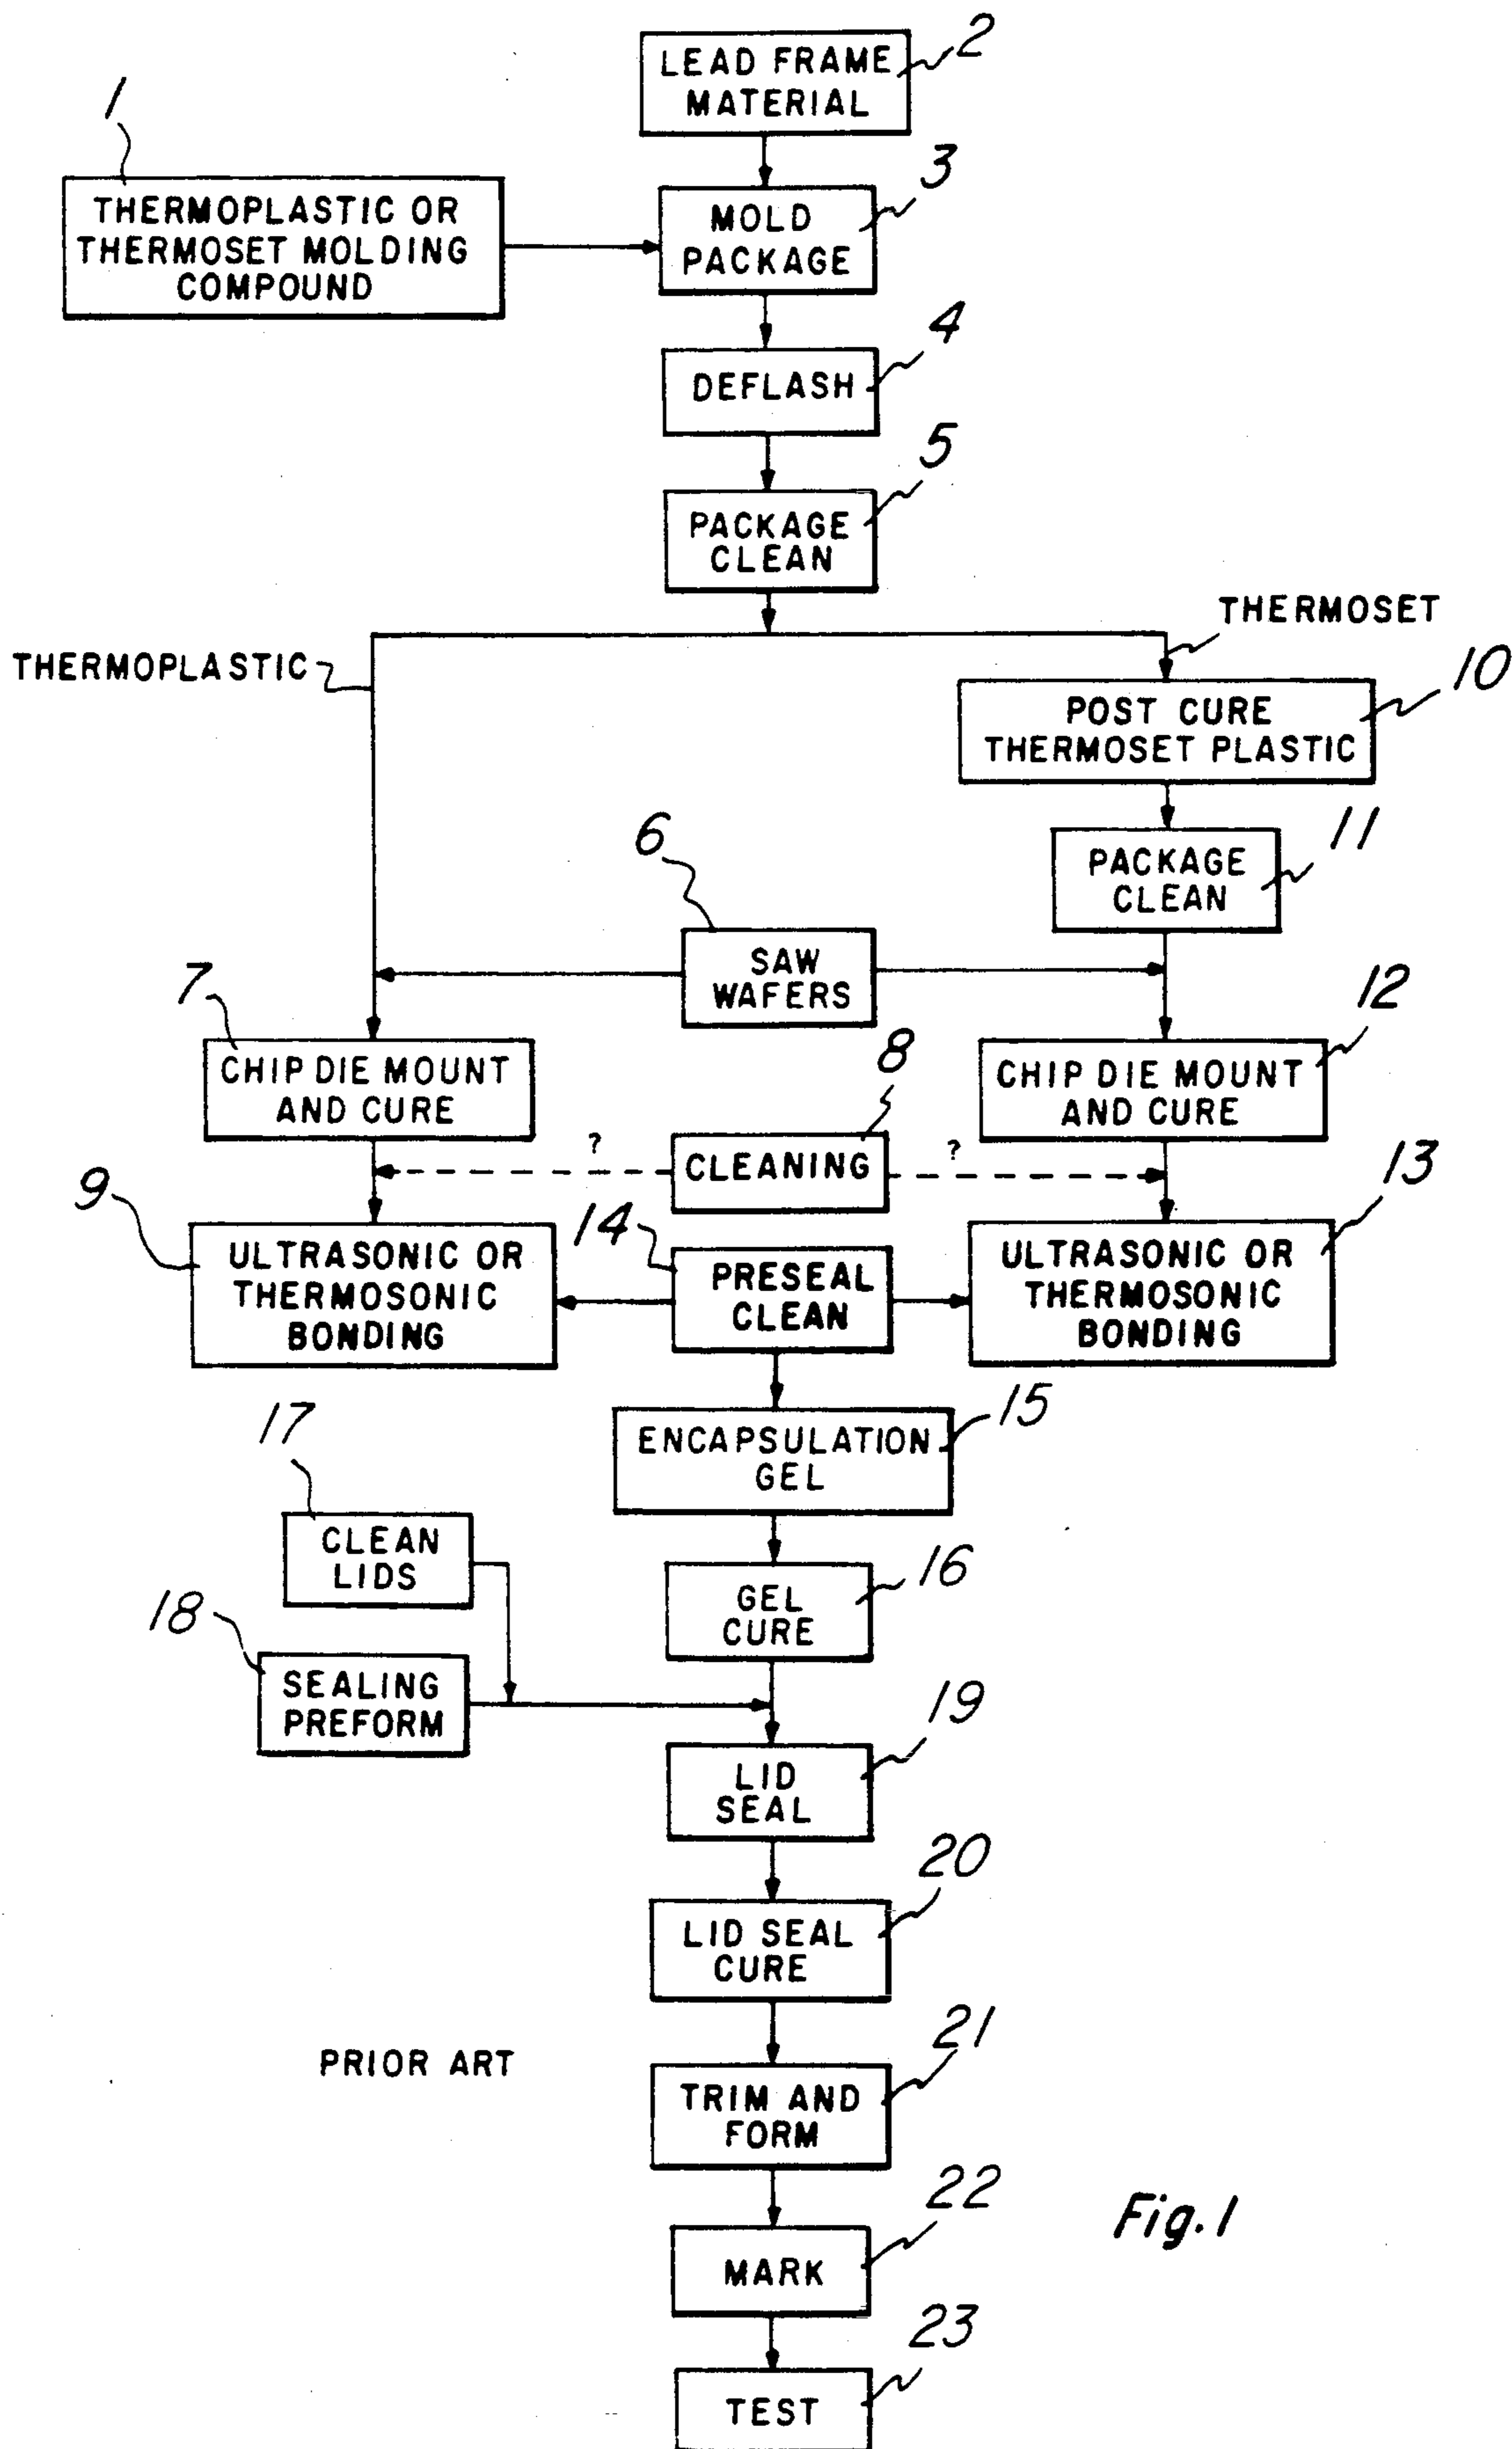 2
LEAD FRAME
MATERIAL
1
THERMOPLASTIC OR
THERMOSET MOLDING
COMPOUND
3
MOLD
PACKAGE
4
DEFLASH
5
PACKAGE
CLEAN
THERMOPLASTIC
THERMOSET
10
POST CURE
THERMOSET PLASTIC
11
PACKAGE
CLEAN
6
SAW
WAFERS
7
CHIP DIE MOUNT
AND CURE
12
CHIP DIE MOUNT
AND CURE
8
? CLEANING ?
9
ULTRASONIC OR
THERMOSONIC
BONDING
14
PRESEAL
CLEAN
13
ULTRASONIC OR
THERMOSONIC
BONDING
15
ENCAPSULATION
GEL
17
CLEAN
LIDS
16
GEL
CURE
18
SEALING
PREFORM
19
LID
SEAL
20
LID SEAL
CURE
PRIOR ART
21
TRIM AND
FORM
22
MARK
Fig. 1
23
TEST